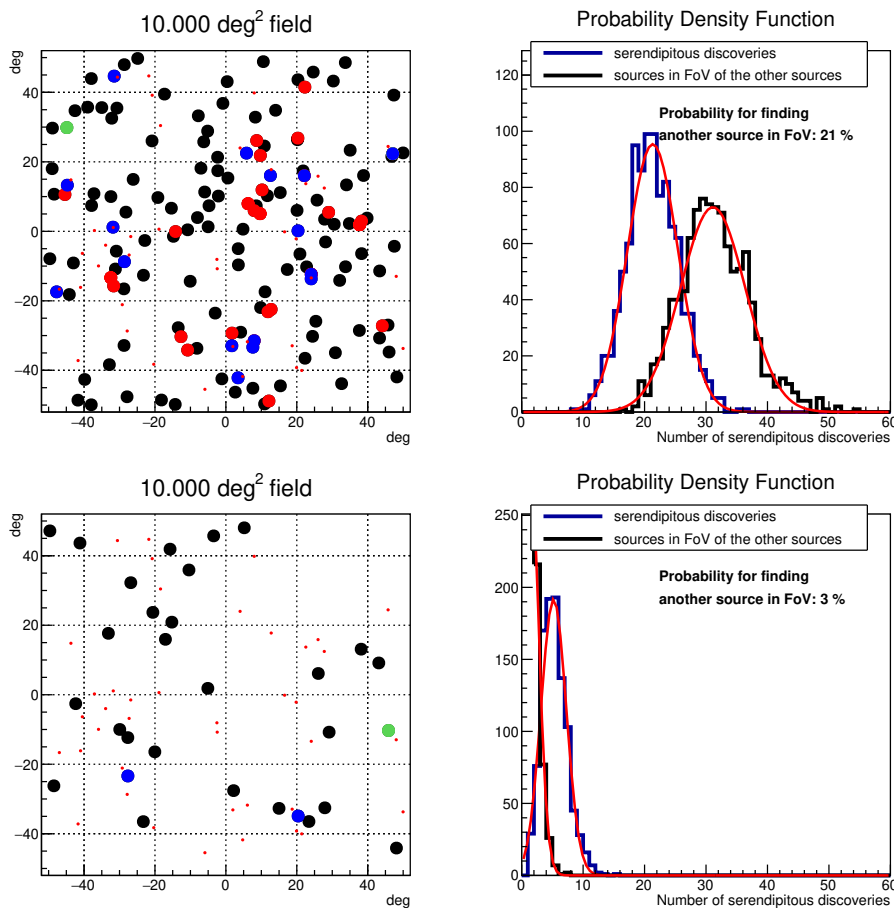 10.000 deg² field
deg
40
20
0
−20
−40
−40 −20 0 20 40
deg
Probability Density Function
serendipitous discoveries
sources in FoV of the other sources
Probability for finding
another source in FoV: 21 %
120
100
80
60
40
20
0
0 10 20 30 40 50 60
Number of serendipitous discoveries
10.000 deg² field
deg
40
20
0
−20
−40
−40 −20 0 20 40
deg
Probability Density Function
250
serendipitous discoveries
sources in FoV of the other sources
Probability for finding
another source in FoV: 3 %
200
150
100
50
0
0 10 20 30 40 50 60
Number of serendipitous discoveries